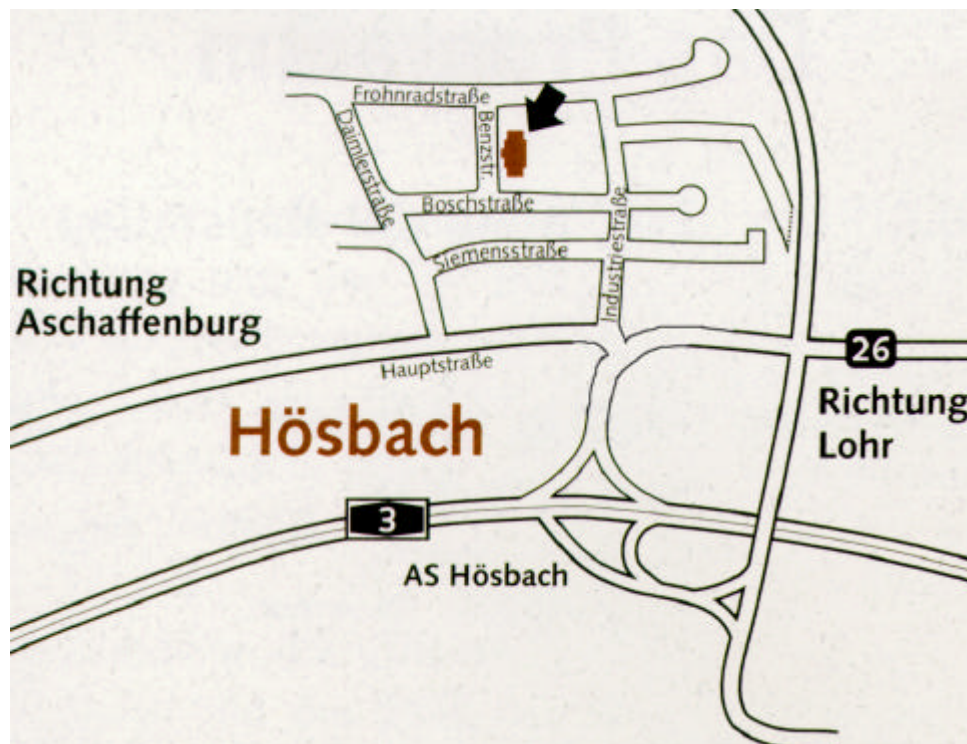 Frohnradstraße
Daimlerstraße
Benzstr.
Boschstraße
Siemensstraße
Industriestraße
Richtung
Aschaffenburg
Hauptstraße
26
Hösbach
Richtung
Lohr
3
AS Hösbach